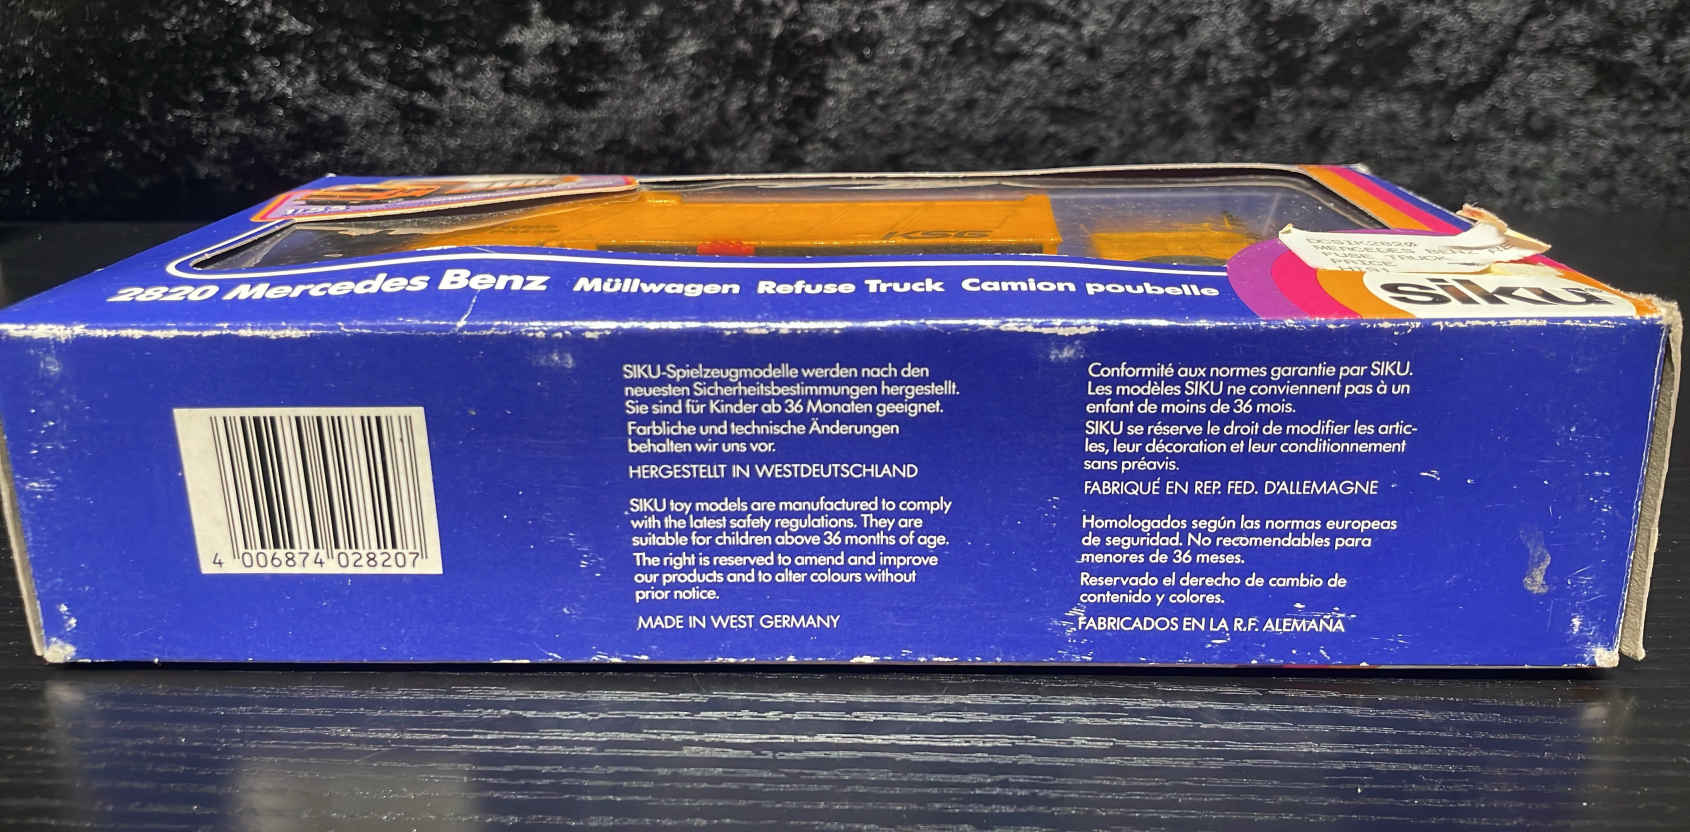 KSG
2820 Mercedes Benz Müllwagen Refuse Truck Camion poubelle
siku
SIKU-Spielzeugmodelle werden nach den
neuesten Sicherheitsbestimmungen hergestellt.
Sie sind für Kinder ab 36 Monaten geeignet.
Farbliche und technische Änderungen
behalten wir uns vor.
HERGESTELLT IN WESTDEUTSCHLAND
SIKU toy models are manufactured to comply
with the latest safety regulations. They are
suitable for children above 36 months of age.
The right is reserved to amend and improve
our products and to alter colours without
prior notice.
MADE IN WEST GERMANY
Conformité aux normes garantie par SIKU.
Les modèles SIKU ne conviennent pas à un
enfant de moins de 36 mois.
SIKU se réserve le droit de modifier les artic-
les, leur décoration et leur conditionnement
sans préavis.
FABRIQUÉ EN REP. FED. D'ALLEMAGNE
Homologados según las normas europeas
de seguridad. No recomendables para
menores de 36 meses.
Reservado el derecho de cambio de
contenido y colores.
FABRICADOS EN LA R.F. ALEMAÑA
4 006874 028207